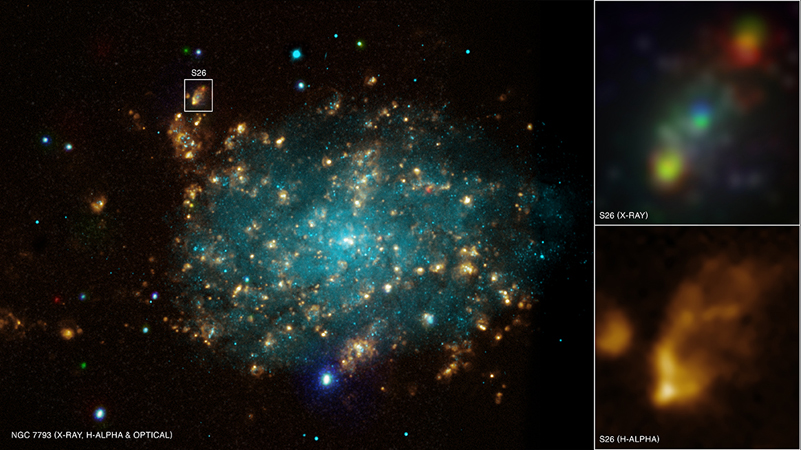 S26
NGC 7793 (X-RAY, H-ALPHA & OPTICAL)
S26 (X-RAY)
S26 (H-ALPHA)